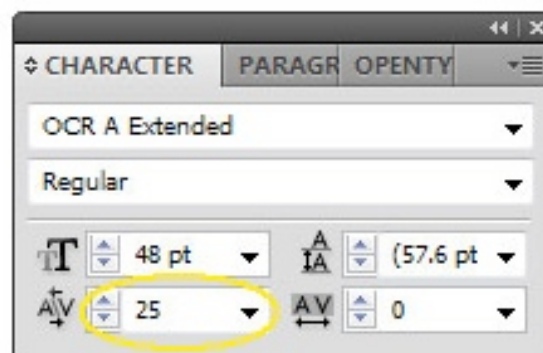 CHARACTER PARAGR OPENTY
OCR A Extended
Regular
48 pt (57.6 pt
25 0